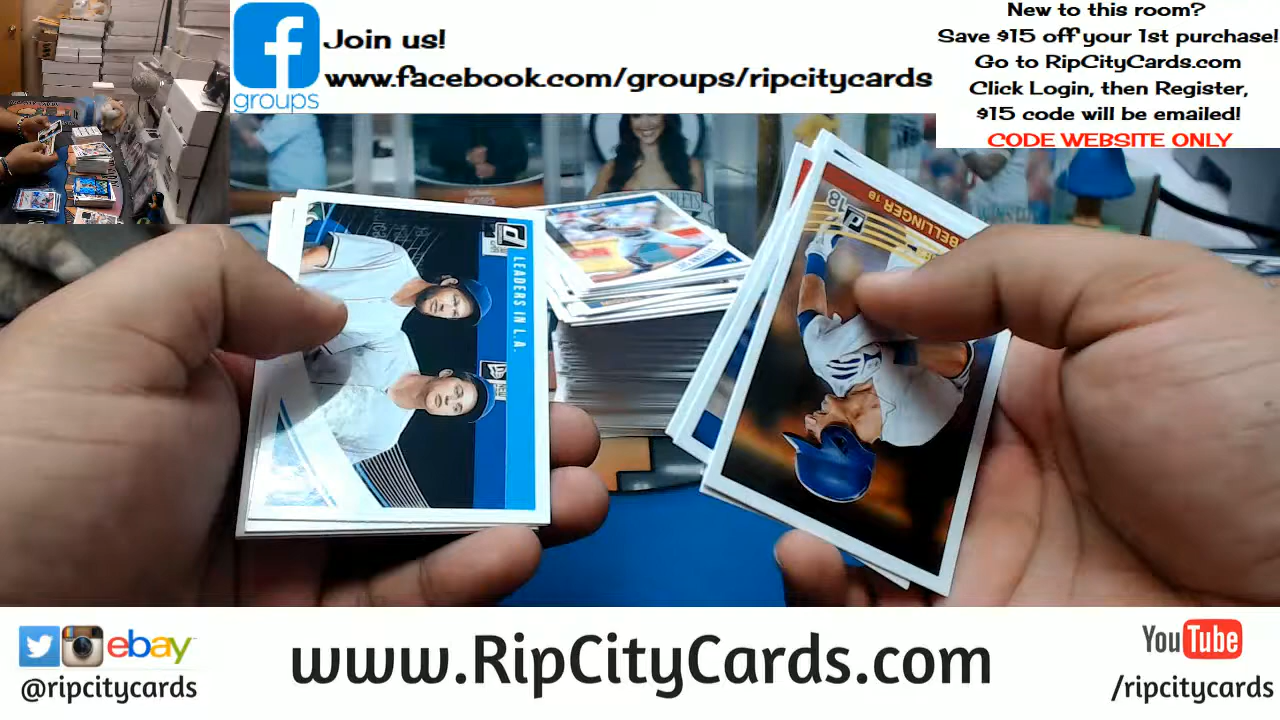 Join us!
www.facebook.com/groups/ripcitycards
groups
New to this room?
Save $15 off your 1st purchase!
Go to RipCityCards.com
Click Login, then Register,
$15 code will be emailed!
CODE WEBSITE ONLY
LEADERS IN L.A.
BELLINGER
18
ebay
@ripcitycards
www.RipCityCards.com
YouTube
/ripcitycards